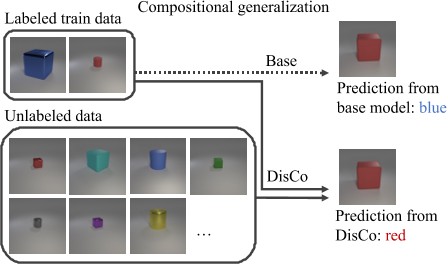 Labeled train data
Compositional generalization
Base
Prediction from
base model: blue
Unlabeled data
DisCo
...
Prediction from
DisCo: red